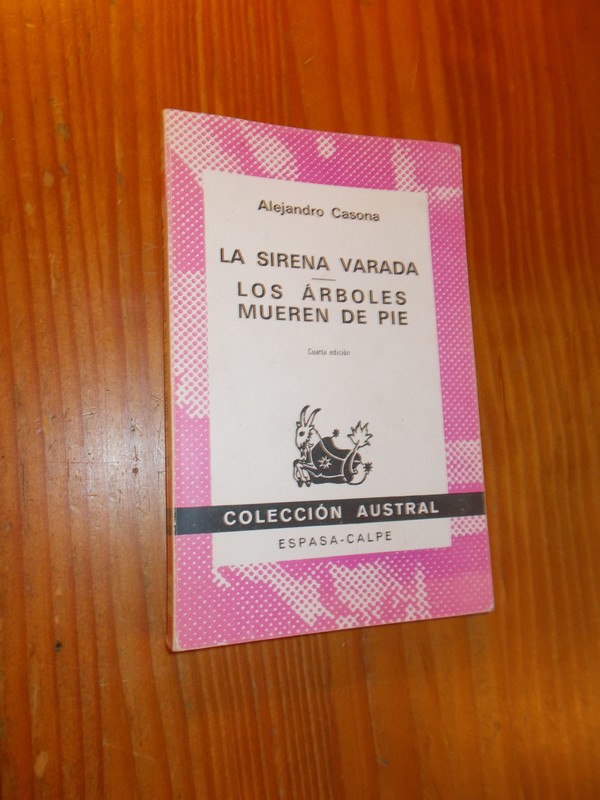 Alejandro Casona
LA SIRENA VARADA
LOS ÁRBOLES
MUEREN DE PIE
Cuarta edición
COLECCIÓN AUSTRAL
ESPASA-CALPE